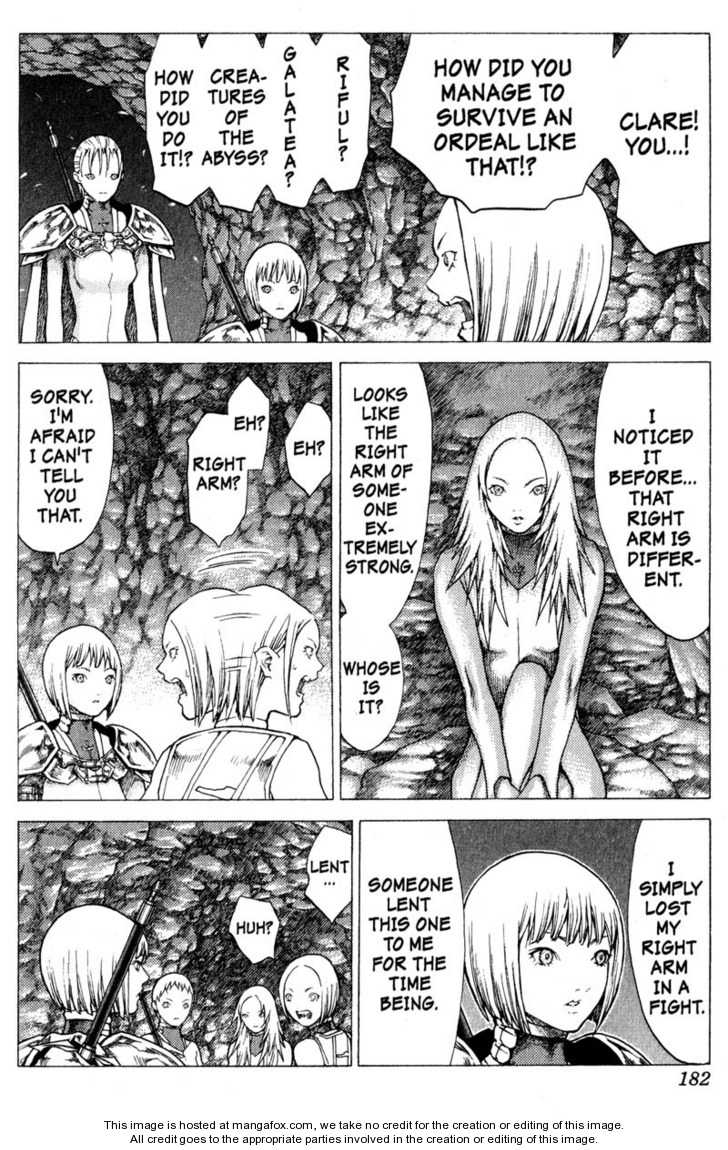 CLARE!
YOU...!
HOW DID YOU
MANAGE TO
SURVIVE AN
ORDEAL LIKE
THAT!?
RIFUL?
GALATEA?
CREA-
TURES
OF
THE
ABYSS?
HOW
DID
YOU
DO
IT!?
I
NOTICED
IT
BEFORE...
THAT
RIGHT
ARM IS
DIFFER-
ENT.
LOOKS
LIKE
THE
RIGHT
ARM OF
SOME-
ONE
EX-
TREMELY
STRONG.
WHOSE
IS
IT?
EH?
EH?
RIGHT
ARM?
SORRY.
I'M
AFRAID
I CAN'T
TELL
YOU
THAT.
I
SIMPLY
LOST
MY
RIGHT
ARM
IN A
FIGHT.
SOMEONE
LENT
THIS ONE
TO ME
FOR THE
TIME
BEING.
LENT
...
HUH?
182
This image is hosted at mangafox.com, we take no credit for the creation or editing of this image.
All credit goes to the appropriate parties involved in the creation or editing of this image.